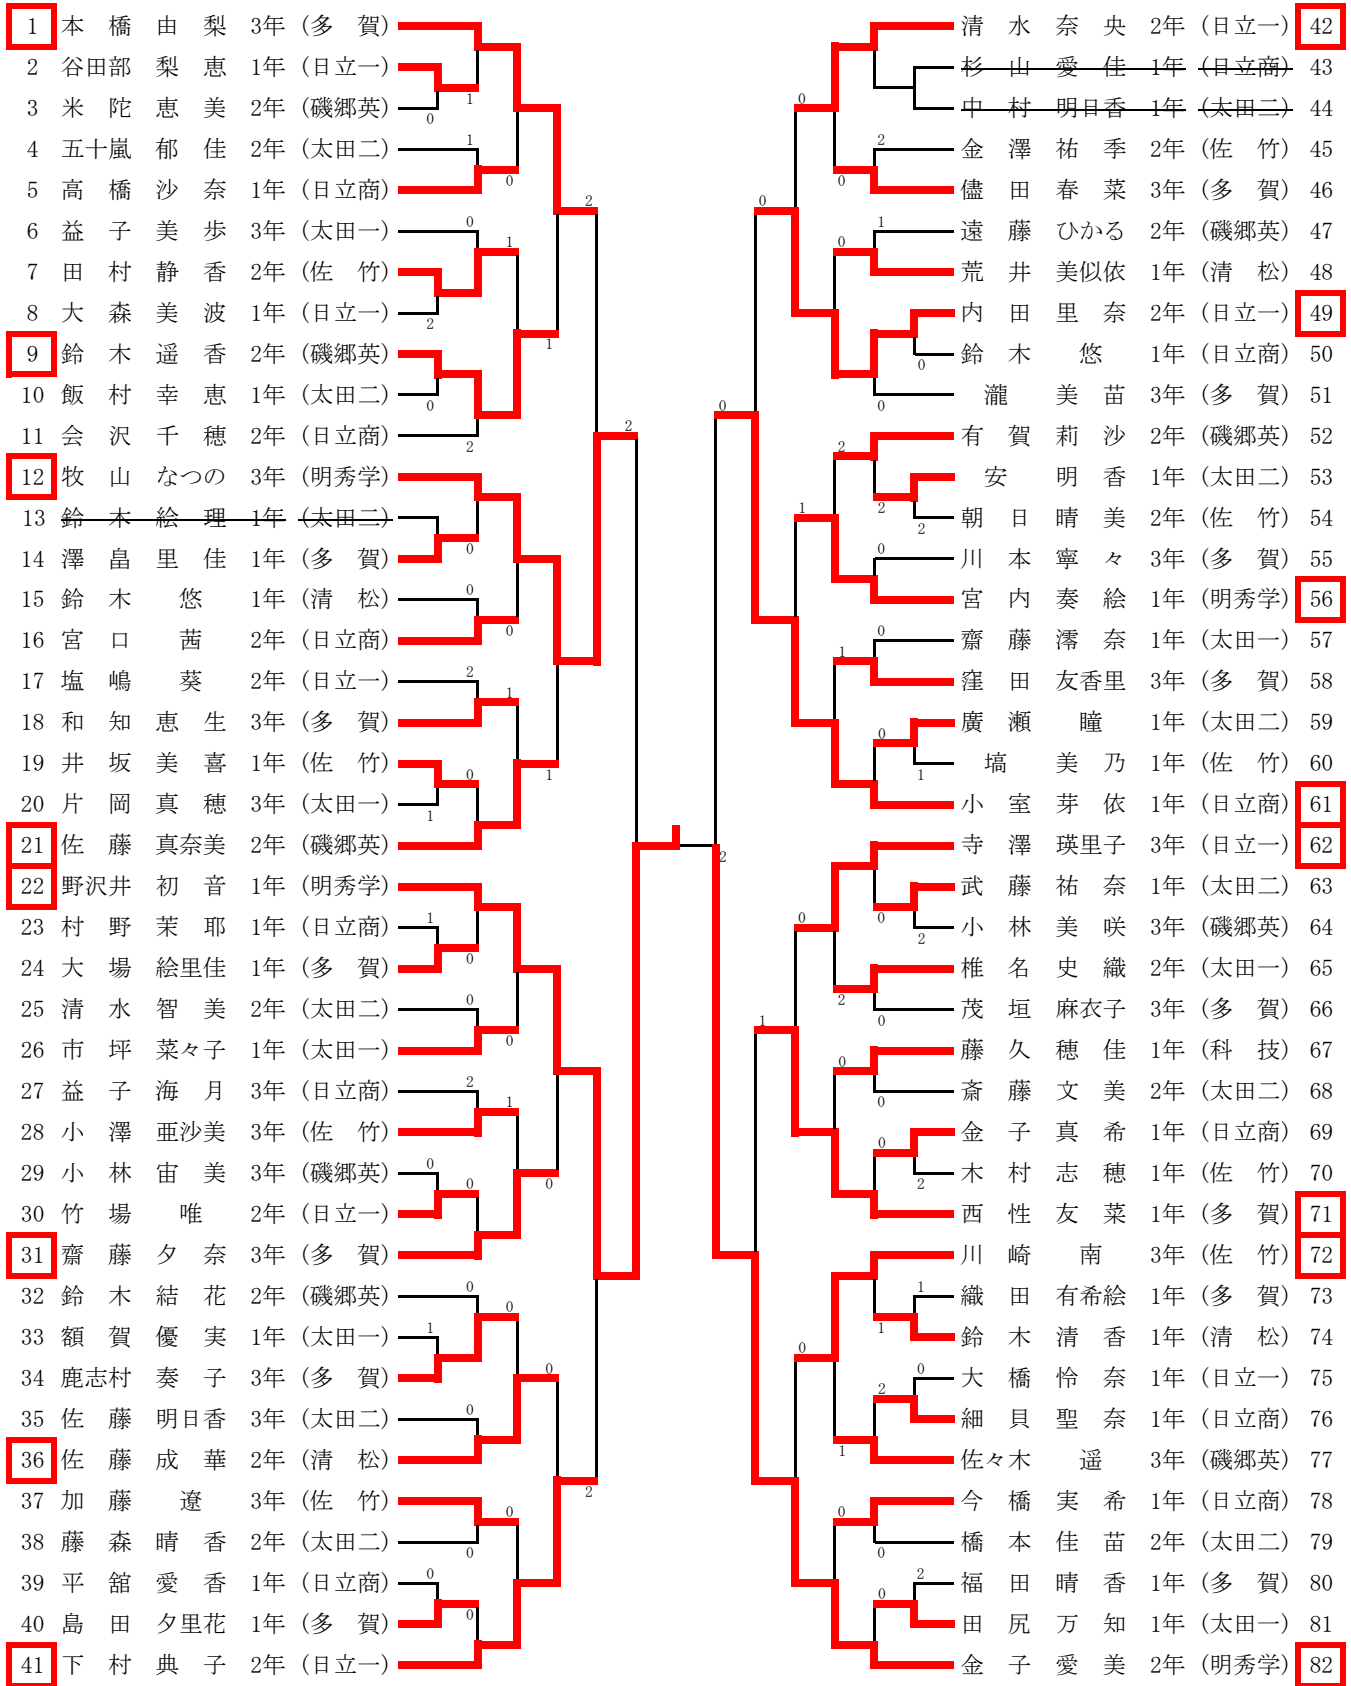 1 本橋由梨 3年 (多 賀)
2 谷田部梨恵 1年 (日立一)
3 米陀恵美 2年 (磯郷英)
4 五十嵐郁佳 2年 (太田二)
5 高橋沙奈 1年 (日立商)
6 益子美歩 3年 (太田一)
7 田村静香 2年 (佐 竹)
8 大森美波 1年 (日立一)
9 鈴木遥香 2年 (磯郷英)
10 飯村幸恵 1年 (太田二)
11 会沢千穂 2年 (日立商)
12 牧山なつの 3年 (明秀学)
13 鈴木絵理 1年 (太田二)
14 澤畠里佳 1年 (多 賀)
15 鈴木悠 1年 (清 松)
16 宮口茜 2年 (日立商)
17 塩嶋葵 2年 (日立一)
18 和知恵生 3年 (多 賀)
19 井坂美喜 1年 (佐 竹)
20 片岡真穂 3年 (太田一)
21 佐藤真奈美 2年 (磯郷英)
22 野沢井初音 1年 (明秀学)
23 村野茉耶 1年 (日立商)
24 大場絵里佳 1年 (多 賀)
25 清水智美 2年 (太田二)
26 市坪菜々子 1年 (太田一)
27 益子海月 3年 (日立商)
28 小澤亜沙美 3年 (佐 竹)
29 小林宙美 3年 (磯郷英)
30 竹場唯 2年 (日立一)
31 齋藤夕奈 3年 (多 賀)
32 鈴木結花 2年 (磯郷英)
33 額賀優実 1年 (太田一)
34 鹿志村奏子 3年 (多 賀)
35 佐藤明日香 3年 (太田二)
36 佐藤成華 2年 (清 松)
37 加藤遼 3年 (佐 竹)
38 藤森晴香 2年 (太田二)
39 平舘愛香 1年 (日立商)
40 島田夕里花 1年 (多 賀)
41 下村典子 2年 (日立一)
清水奈央 2年 (日立一) 42
杉山愛佳 1年 (日立商) 43
中村明日香 1年 (太田二) 44
金澤祐季 2年 (佐 竹) 45
儘田春菜 3年 (多 賀) 46
遠藤ひかる 2年 (磯郷英) 47
荒井美似依 1年 (清 松) 48
内田里奈 2年 (日立一) 49
鈴木悠 1年 (日立商) 50
瀧美苗 3年 (多 賀) 51
有賀莉沙 2年 (磯郷英) 52
安明香 1年 (太田二) 53
朝日晴美 2年 (佐 竹) 54
川本寧々 3年 (多 賀) 55
宮内奏絵 1年 (明秀学) 56
齋藤澪奈 1年 (太田一) 57
窪田友香里 3年 (多 賀) 58
廣瀬瞳 1年 (太田二) 59
塙美乃 1年 (佐 竹) 60
小室芽依 1年 (日立商) 61
寺澤瑛里子 3年 (日立一) 62
武藤祐奈 1年 (太田二) 63
小林美咲 3年 (磯郷英) 64
椎名史織 2年 (太田一) 65
茂垣麻衣子 3年 (多 賀) 66
藤久穂佳 1年 (科 技) 67
斎藤文美 2年 (太田二) 68
金子真希 1年 (日立商) 69
木村志穂 1年 (佐 竹) 70
西性友菜 1年 (多 賀) 71
川崎南 3年 (佐 竹) 72
織田有希絵 1年 (多 賀) 73
鈴木清香 1年 (清 松) 74
大橋怜奈 1年 (日立一) 75
細貝聖奈 1年 (日立商) 76
佐々木遥 3年 (磯郷英) 77
今橋実希 1年 (日立商) 78
橋本佳苗 2年 (太田二) 79
福田晴香 1年 (多 賀) 80
田尻万知 1年 (太田一) 81
金子愛美 2年 (明秀学) 82